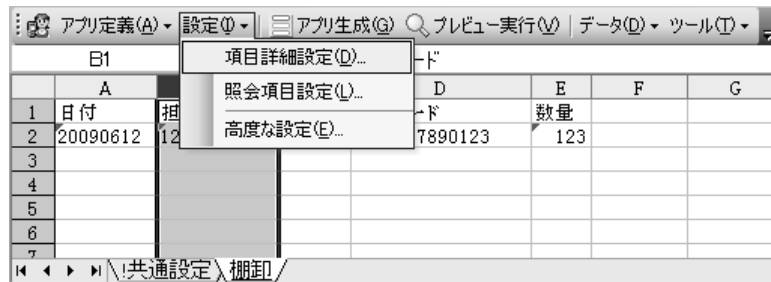 アプリ定義(A) 設定(I) アプリ生成(G) プレビュー実行(V) データ(D) ツール(T)
B1 項目詳細設定(D)... ード
照会項目設定(L)...
高度な設定(E)...
A D E F G
1 日付 担 ード 数量
2 20090612 12 7890123 123
3
4
5
6
7
!共通設定 棚卸